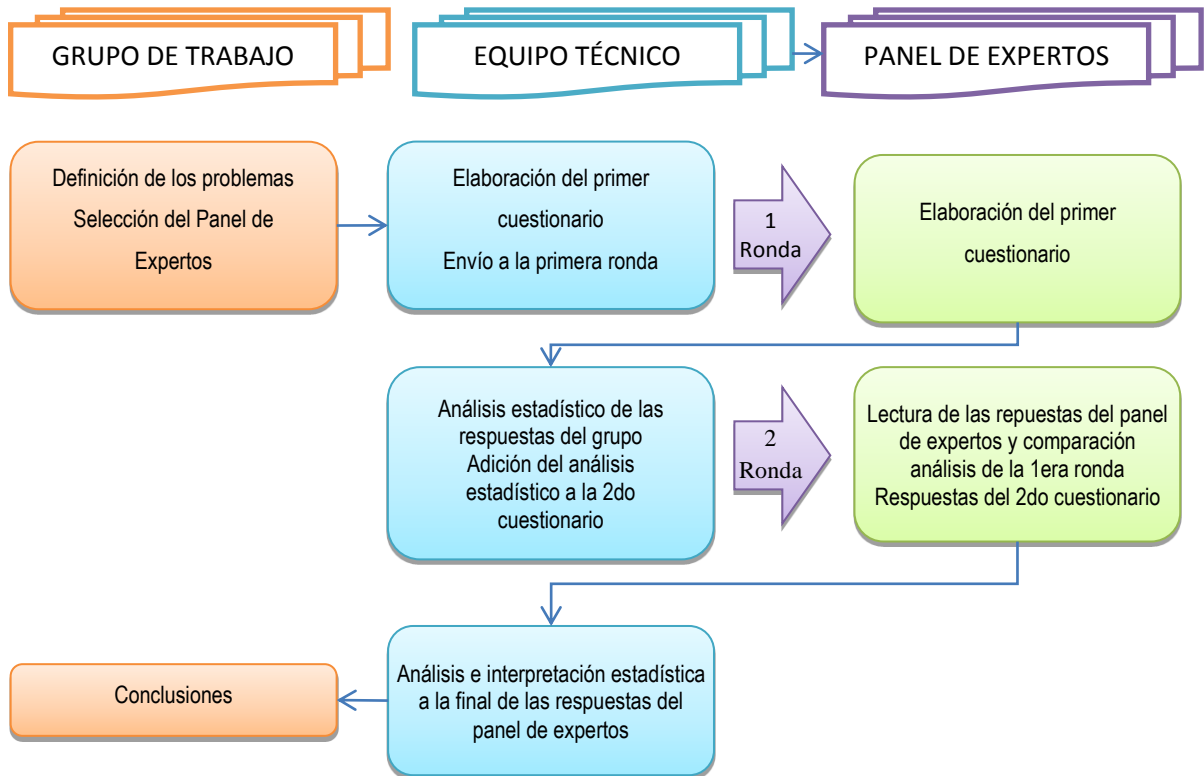 GRUPO DE TRABAJO
EQUIPO TÉCNICO
PANEL DE EXPERTOS
Definición de los problemas
Selección del Panel de
Expertos
Elaboración del primer
cuestionario
Envío a la primera ronda
1
Ronda
Elaboración del primer
cuestionario
Análisis estadístico de las
respuestas del grupo
Adición del análisis
estadístico a la 2do
cuestionario
2
Ronda
Lectura de las repuestas del panel
de expertos y comparación
análisis de la 1era ronda
Respuestas del 2do cuestionario
Conclusiones
Análisis e interpretación estadística
a la final de las respuestas del
panel de expertos